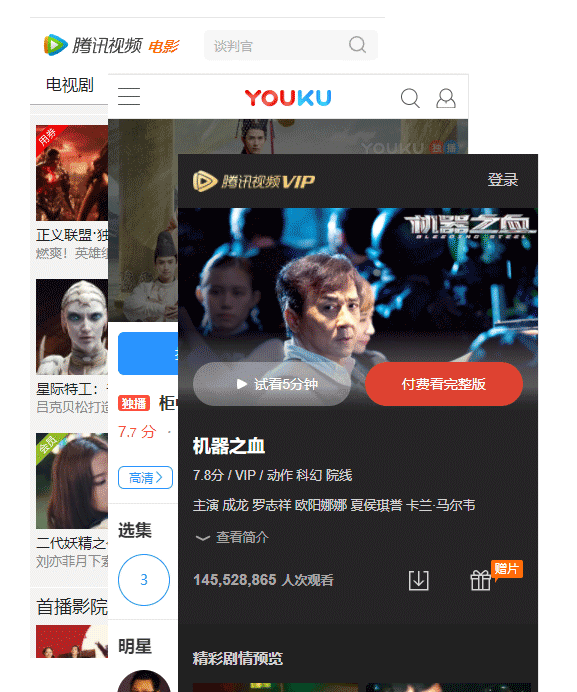 腾讯视频 电影
谈判官
电视剧
用券
正义联盟·独
燃爽！英雄组
星际特工：
吕克贝松打造
会员
二代妖精之
刘亦菲月下
首播影院
YOUKU
YOUKU 独播
独播
7.7 分
高清
选集
3
明星
腾讯视频VIP
登录
机器之血
BLEEDING STEEL
试看5分钟
付费看完整版
机器之血
7.8分 / VIP / 动作 科幻 院线
主演 成龙 罗志祥 欧阳娜娜 夏侯琪誉 卡兰·马尔韦
查看简介
145,528,865 人次观看
赠片
精彩剧情预览